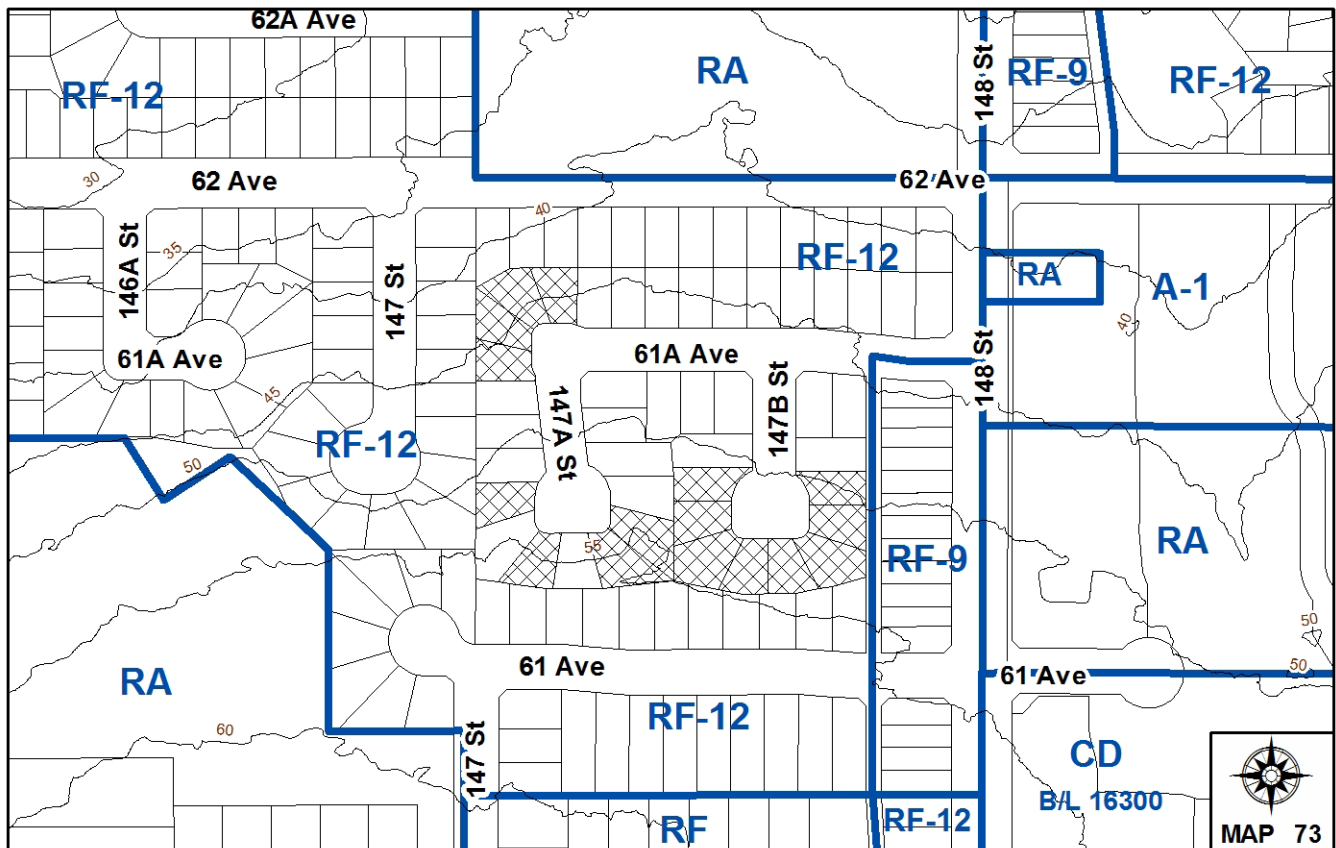 62A Ave
RF-12
RA
148 St
RF-9
RF-12
30
62 Ave
62 Ave
40
146A St
35
147 St
RF-12
RA
A-1
40
61A Ave
61A Ave
148 St
45
147A St
147B St
RF-12
50
55
RF-9
RA
50
50
61 Ave
61 Ave
RA
60
147 St
RF-12
CD
B/L 16300
RF
RF-12
MAP 73